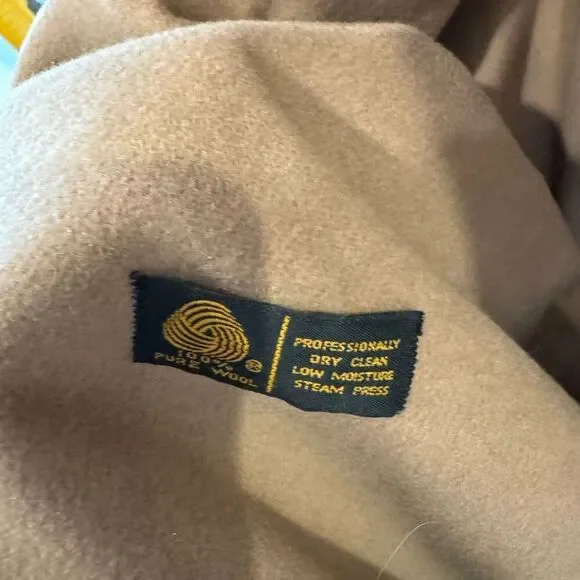 100%
PURE WOOL ®
PROFESSIONALLY
DRY CLEAN
LOW MOISTURE
STEAM PRESS